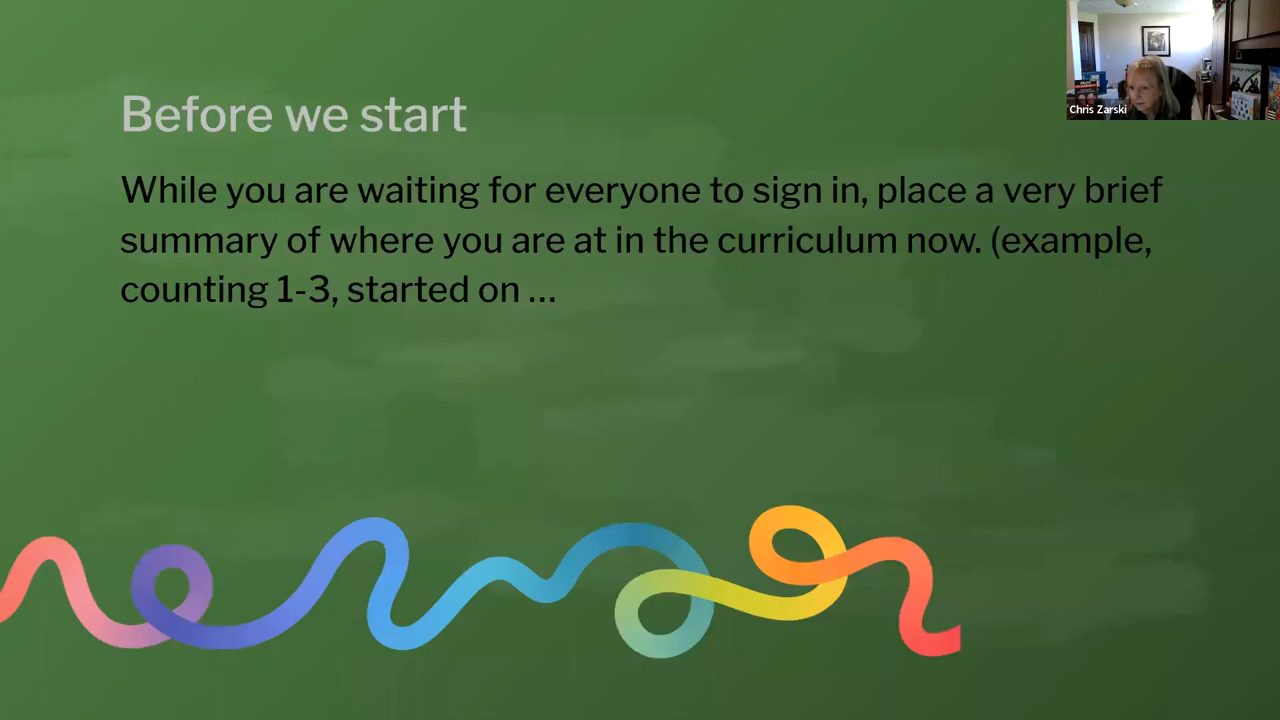 Before we start
While you are waiting for everyone to sign in, place a very brief
summary of where you are at in the curriculum now. (example,
counting 1-3, started on ...
Chris Zarski